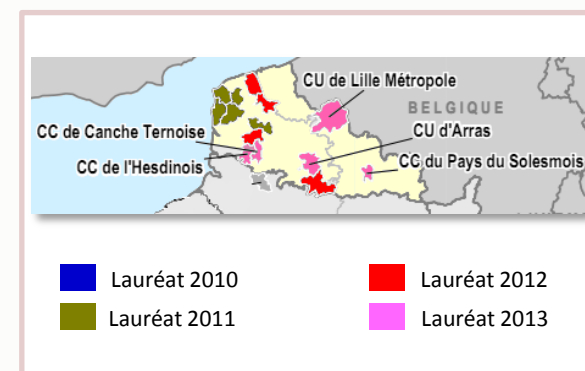 CU de Lille Métropole
BELGIQUE
CC de Canche Ternoise
CU d'Arras
CC de l'Hesdinois
CC du Pays du Solesmois
Lauréat 2010
Lauréat 2012
Lauréat 2011
Lauréat 2013